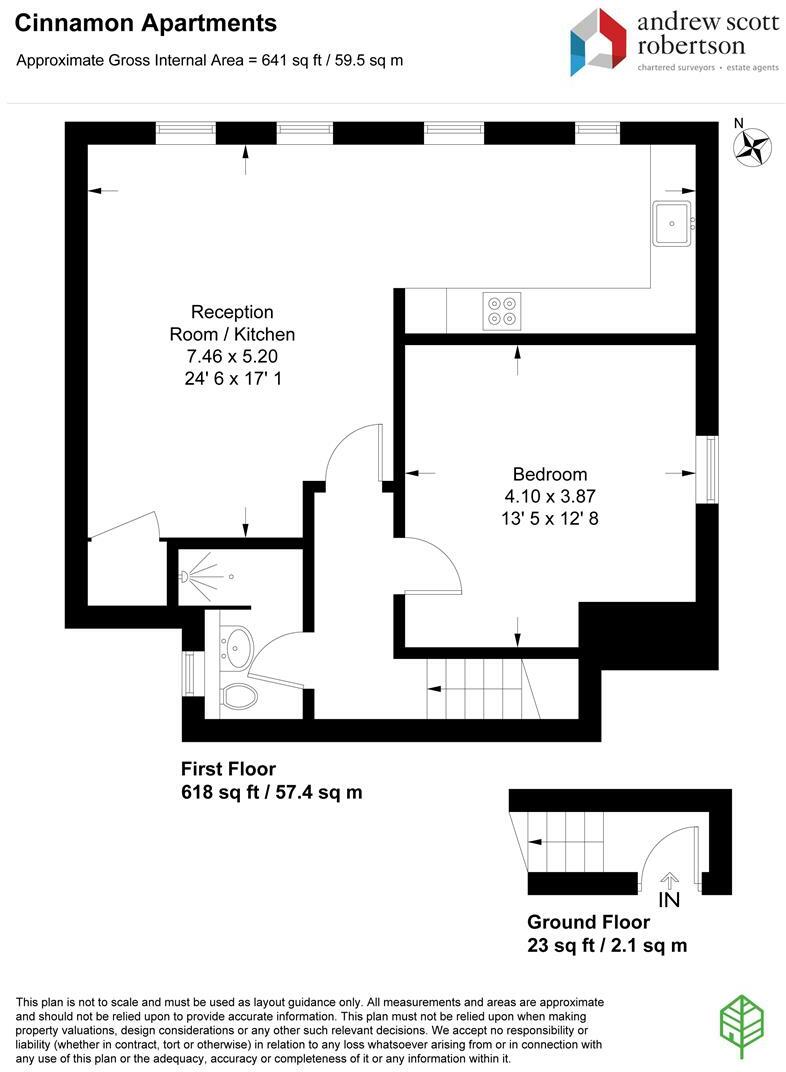 Cinnamon Apartments
Approximate Gross Internal Area = 641 sq ft / 59.5 sq m
andrew scott
robertson
chartered surveyors • estate agents
N
Reception
Room / Kitchen
7.46 x 5.20
24' 6 x 17' 1
Bedroom
4.10 x 3.87
13' 5 x 12' 8
First Floor
618 sq ft / 57.4 sq m
IN
Ground Floor
23 sq ft / 2.1 sq m
This plan is not to scale and must be used as layout guidance only. All measurements and areas are approximate
and should not be relied upon to provide accurate information. This plan must not be relied upon when making
property valuations, design considerations or any other such relevant decisions. We accept no responsibility or
liability (whether in contract, tort or otherwise) in relation to any loss whatsoever arising from or in connection with
any use of this plan or the adequacy, accuracy or completeness of it or any information within it.